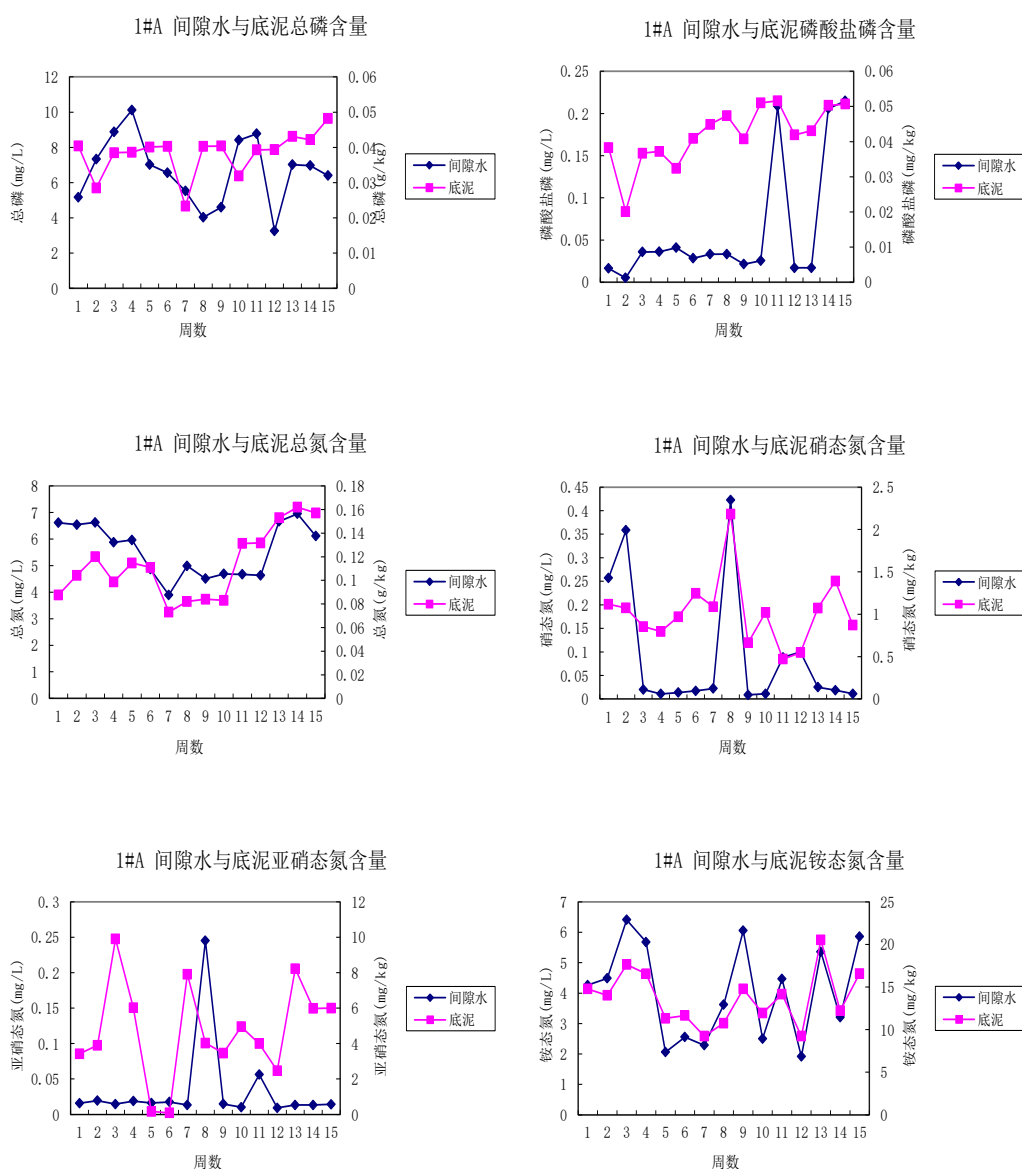 1#A 间隙水与底泥总磷含量
总磷(mg/L)
12
10
8
6
4
2
0
0.06
0.05
0.04
0.03
0.02
0.01
0
总磷(g/kg)
1 2 3 4 5 6 7 8 9 10 11 12 13 14 15
周数
间隙水
底泥
1#A 间隙水与底泥磷酸盐磷含量
磷酸盐磷(mg/L)
0.25
0.2
0.15
0.1
0.05
0
0.06
0.05
0.04
0.03
0.02
0.01
0
磷酸盐磷(mg/kg)
1 2 3 4 5 6 7 8 9 10 11 12 13 14 15
周数
间隙水
底泥
1#A 间隙水与底泥总氮含量
总氮(mg/L)
8
7
6
5
4
3
2
1
0
0.18
0.16
0.14
0.12
0.1
0.08
0.06
0.04
0.02
0
总氮(g/kg)
1 2 3 4 5 6 7 8 9 10 11 12 13 14 15
周数
间隙水
底泥
1#A 间隙水与底泥硝态氮含量
硝态氮(mg/L)
0.45
0.4
0.35
0.3
0.25
0.2
0.15
0.1
0.05
0
2.5
2
1.5
1
0.5
0
硝态氮(mg/kg)
1 2 3 4 5 6 7 8 9 10 11 12 13 14 15
周数
间隙水
底泥
1#A 间隙水与底泥亚硝态氮含量
亚硝态氮(mg/L)
0.3
0.25
0.2
0.15
0.1
0.05
0
12
10
8
6
4
2
0
亚硝态氮(mg/kg)
1 2 3 4 5 6 7 8 9 10 11 12 13 14 15
周数
间隙水
底泥
1#A 间隙水与底泥铵态氮含量
铵态氮(mg/L)
7
6
5
4
3
2
1
0
25
20
15
10
5
0
铵态氮(mg/kg)
1 2 3 4 5 6 7 8 9 10 11 12 13 14 15
周数
间隙水
底泥